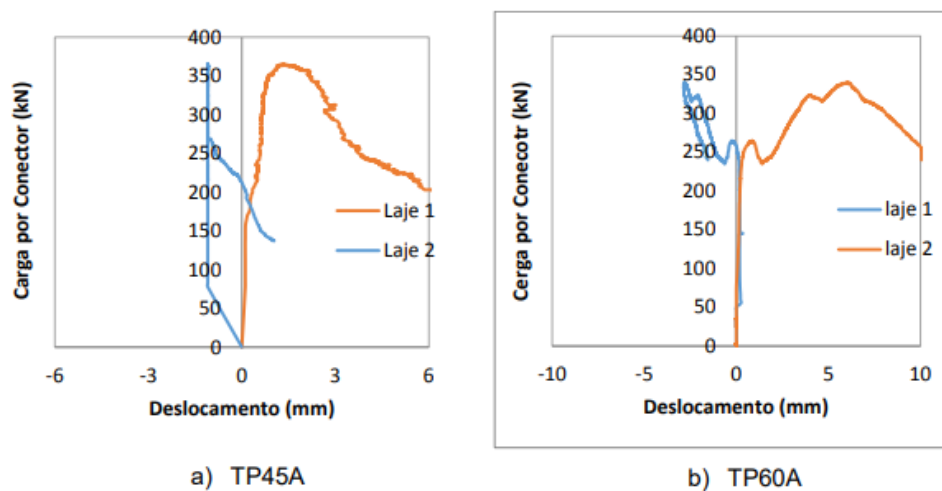 400
350
300
250
200
150
100
50
0
-6
-3
0
3
6
Carga por Conector (kN)
Deslocamento (mm)
Laje 1
Laje 2
a) TP45A
400
350
300
250
200
150
100
50
0
-10
-5
0
5
10
Cerga por Conecotr (kN)
Deslocamento (mm)
laje 1
laje 2
b) TP60A